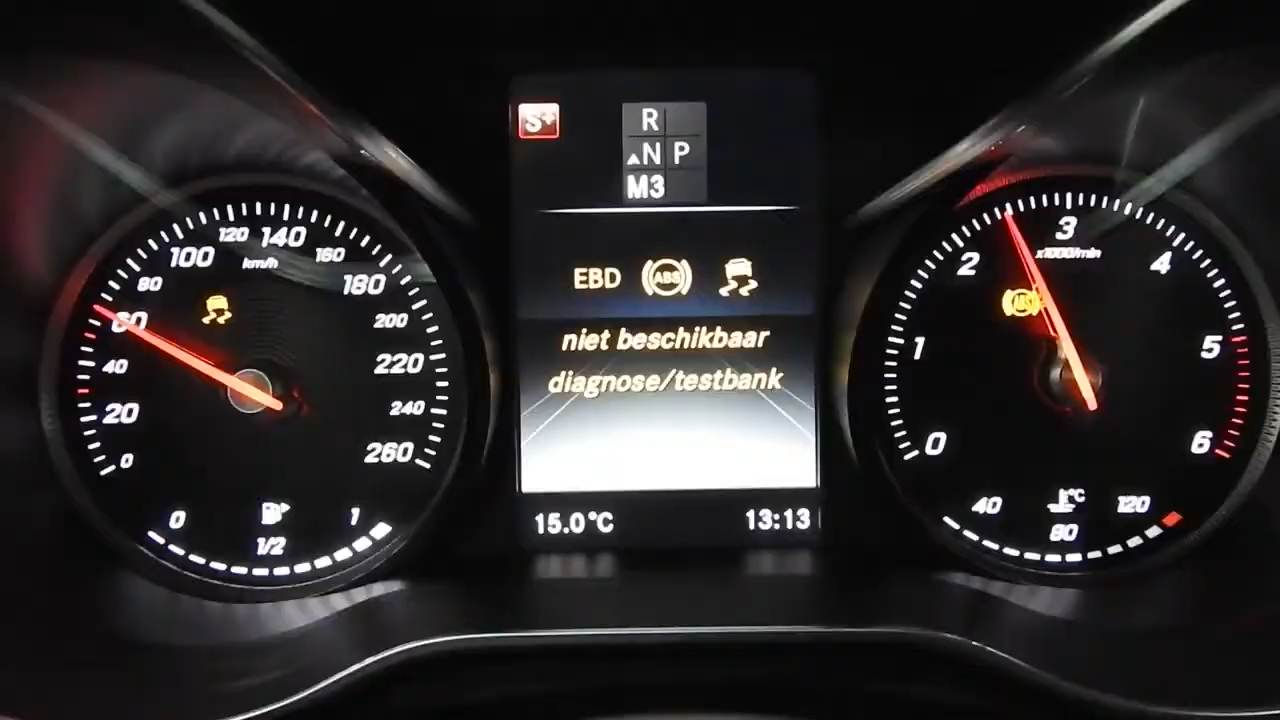 S+
R
N P
M3
EBD ABS
niet beschikbaar
diagnose/testbank
15.0°C 13:13
0
20
40
60
80
100
120
140
160
180
200
220
240
260
km/h
0 1/2 1
0
1
2
3
4
5
6
x1000/min
ABS
40 80 120
°C